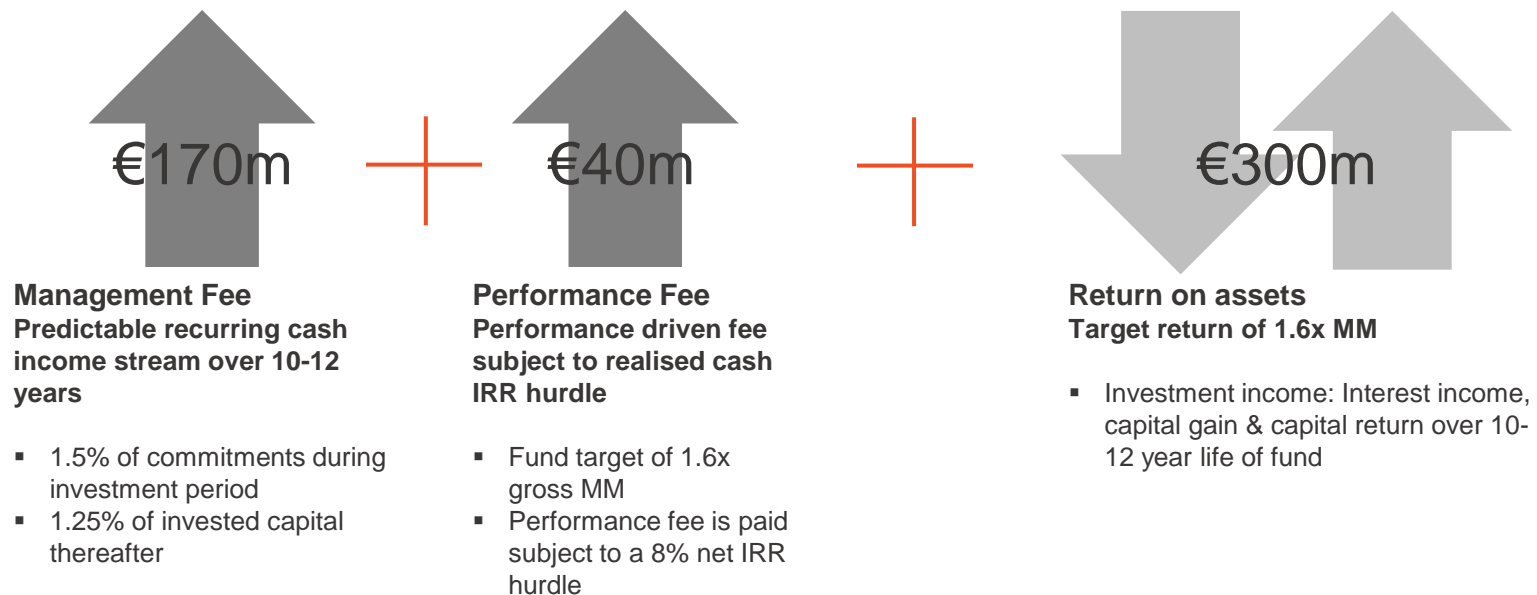 €170m
€40m
€300m
Management Fee
Predictable recurring cash
income stream over 10-12
years
▪ 1.5% of commitments during
investment period
▪ 1.25% of invested capital
thereafter
Performance Fee
Performance driven fee
subject to realised cash
IRR hurdle
▪ Fund target of 1.6x
gross MM
▪ Performance fee is paid
subject to a 8% net IRR
hurdle
Return on assets
Target return of 1.6x MM
▪ Investment income: Interest income,
capital gain & capital return over 10-
12 year life of fund